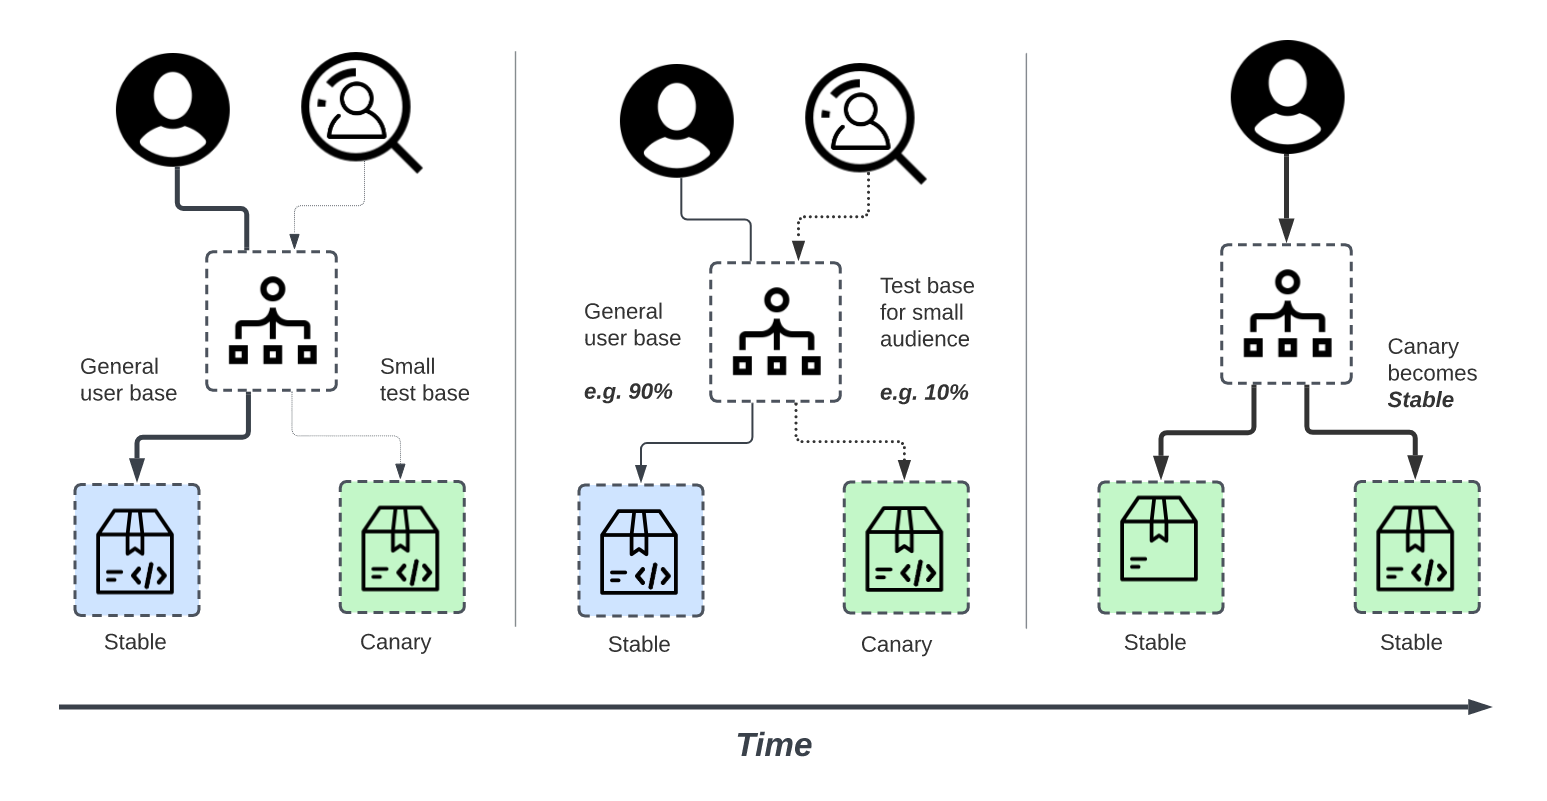 General
user base
Small
test base
Stable
Canary
General
user base
e.g. 90%
Test base
for small
audience
e.g. 10%
Stable
Canary
Canary
becomes
Stable
Stable
Stable
Time